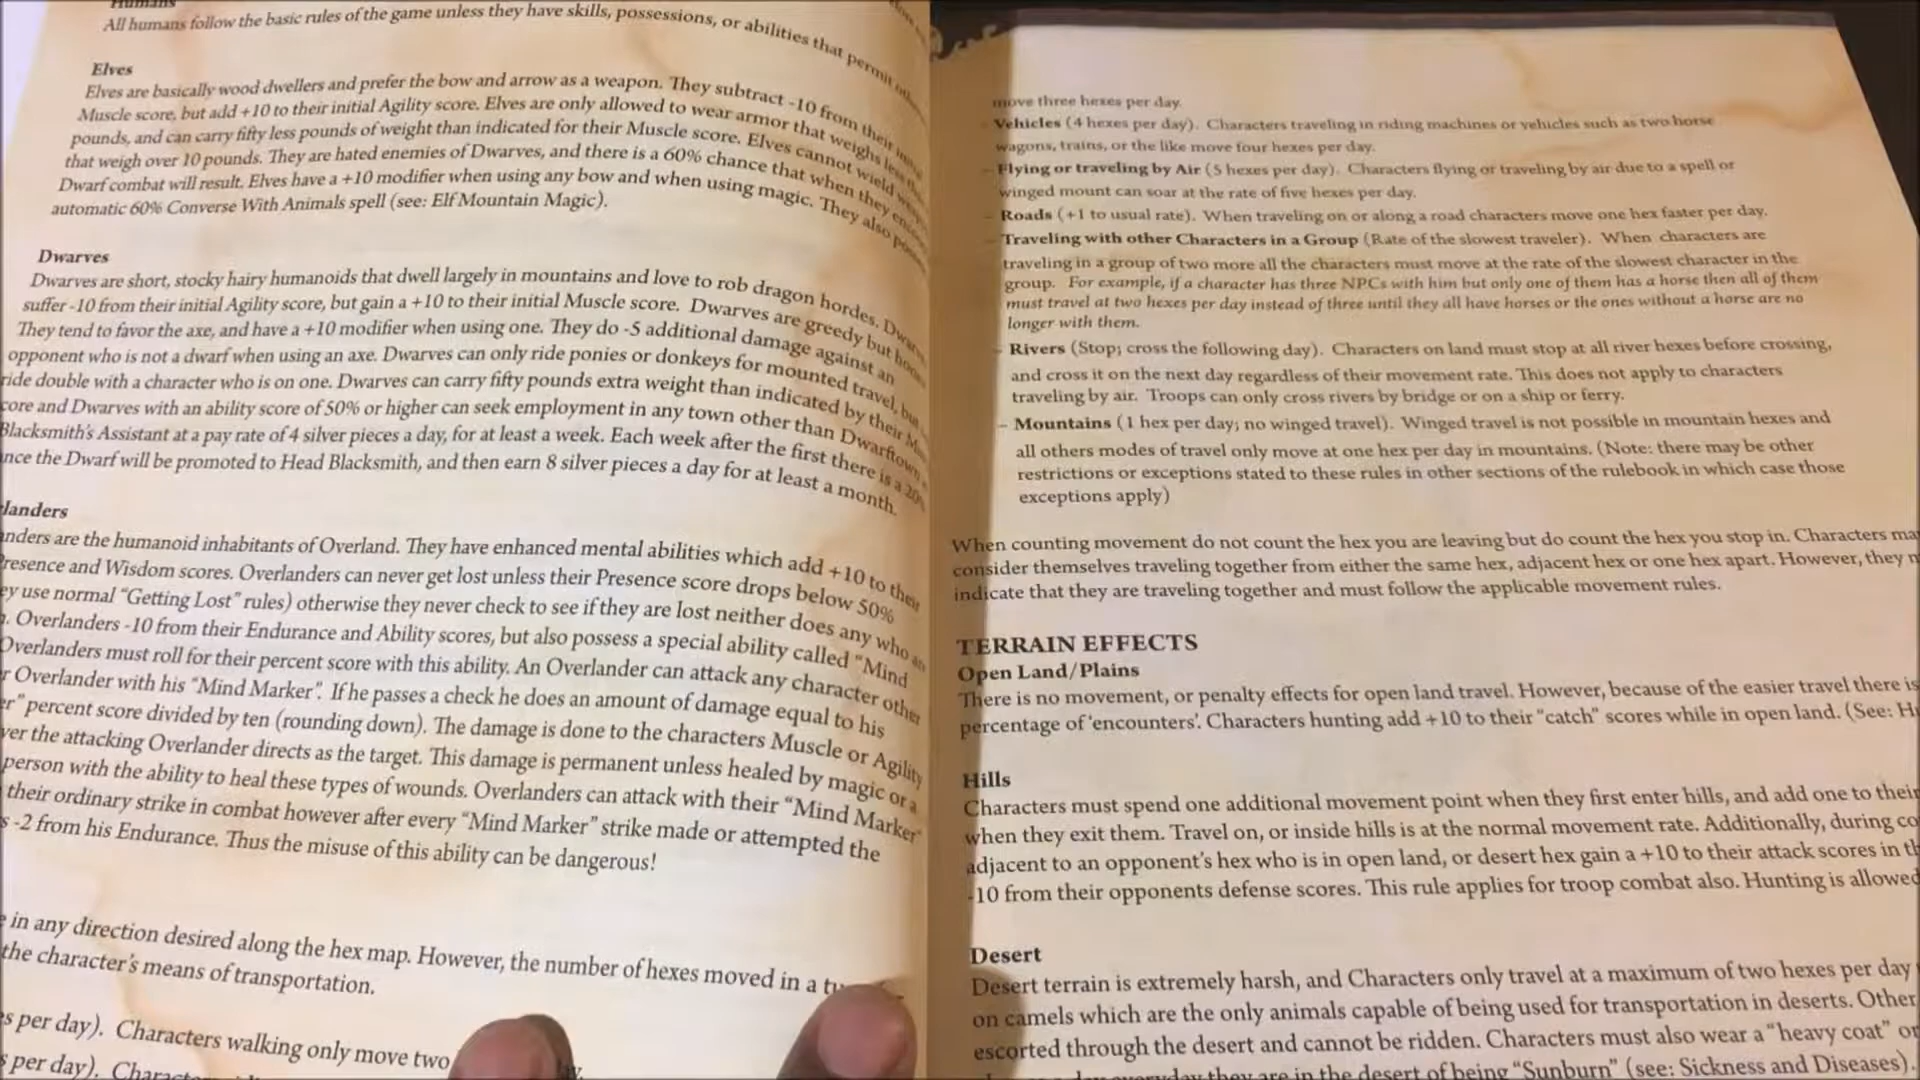 Humans
All humans follow the basic rules of the game unless they have skills, possessions, or abilities that permit
Elves
Elves are basically wood dwellers and prefer the bow and arrow as a weapon. They subtract -10 from their
Muscle score, but add +10 to their initial Agility score. Elves are only allowed to wear armor that weighs less
pounds, and can carry fifty less pounds of weight than indicated for their Muscle score. Elves cannot wield
that weigh over 10 pounds. They are hated enemies of Dwarves, and there is a 60% chance that when they
Dwarf combat will result. Elves have a +10 modifier when using any bow and when using magic. They also
automatic 60% Converse With Animals spell (see: Elf Mountain Magic).
Dwarves
Dwarves are short, stocky hairy humanoids that dwell largely in mountains and love to rob dragon hordes.
suffer -10 from their initial Agility score, but gain a +10 to their initial Muscle score. Dwarves are greedy but
They tend to favor the axe, and have a +10 modifier when using one. They do -5 additional damage against an
opponent who is not a dwarf when using an axe. Dwarves can only ride ponies or donkeys for mounted travel,
ride double with a character who is on one. Dwarves can carry fifty pounds extra weight than indicated by their
core and Dwarves with an ability score of 50% or higher can seek employment in any town other than Dwarftown
Blacksmith's Assistant at a pay rate of 4 silver pieces a day, for at least a week. Each week after the first there is a 20%
nce the Dwarf will be promoted to Head Blacksmith, and then earn 8 silver pieces a day for at least a month.
landers
nders are the humanoid inhabitants of Overland. They have enhanced mental abilities which add +10 to their
resence and Wisdom scores. Overlanders can never get lost unless their Presence score drops below 50%
ey use normal "Getting Lost" rules) otherwise they never check to see if they are lost neither does any who
. Overlanders -10 from their Endurance and Ability scores, but also possess a special ability called "Mind
Overlanders must roll for their percent score with this ability. An Overlander can attack any character other
r Overlander with his "Mind Marker". If he passes a check he does an amount of damage equal to his
er" percent score divided by ten (rounding down). The damage is done to the characters Muscle or Agility
ver the attacking Overlander directs as the target. This damage is permanent unless healed by magic or a
person with the ability to heal these types of wounds. Overlanders can attack with their "Mind Marker"
their ordinary strike in combat however after every "Mind Marker" strike made or attempted the
s -2 from his Endurance. Thus the misuse of this ability can be dangerous!
e in any direction desired along the hex map. However, the number of hexes moved in a
the character's means of transportation.
s per day). Characters walking only move two
s per day).
move three hexes per day.
- Vehicles (4 hexes per day). Characters traveling in riding machines or vehicles such as two horse
wagons, trains, or the like move four hexes per day.
- Flying or traveling by Air (5 hexes per day). Characters flying or traveling by air due to a spell or
winged mount can soar at the rate of five hexes per day.
- Roads (+1 to usual rate). When traveling on or along a road characters move one hex faster per day.
- Traveling with other Characters in a Group (Rate of the slowest traveler). When characters are
traveling in a group of two more all the characters must move at the rate of the slowest character in the
group. For example, if a character has three NPCs with him but only one of them has a horse then all of them
must travel at two hexes per day instead of three until they all have horses or the ones without a horse are no
longer with them.
- Rivers (Stop; cross the following day). Characters on land must stop at all river hexes before crossing,
and cross it on the next day regardless of their movement rate. This does not apply to characters
traveling by air. Troops can only cross rivers by bridge or on a ship or ferry.
- Mountains (1 hex per day; no winged travel). Winged travel is not possible in mountain hexes and
all others modes of travel only move at one hex per day in mountains. (Note: there may be other
restrictions or exceptions stated to these rules in other sections of the rulebook in which case those
exceptions apply)
When counting movement do not count the hex you are leaving but do count the hex you stop in. Characters
consider themselves traveling together from either the same hex, adjacent hex or one hex apart. However, they
indicate that they are traveling together and must follow the applicable movement rules.
TERRAIN EFFECTS
Open Land/Plains
There is no movement, or penalty effects for open land travel. However, because of the easier travel there is
percentage of 'encounters'. Characters hunting add +10 to their "catch" scores while in open land. (See:
Hills
Characters must spend one additional movement point when they first enter hills, and add one to their
when they exit them. Travel on, or inside hills is at the normal movement rate. Additionally, during
adjacent to an opponent's hex who is in open land, or desert hex gain a +10 to their attack scores in
-10 from their opponents defense scores. This rule applies for troop combat also. Hunting is allowed
Desert
Desert terrain is extremely harsh, and Characters only travel at a maximum of two hexes per day
on camels which are the only animals capable of being used for transportation in deserts. Other
escorted through the desert and cannot be ridden. Characters must also wear a "heavy coat" or
day everyday they are in the desert of being "Sunburn" (see: Sickness and Diseases).